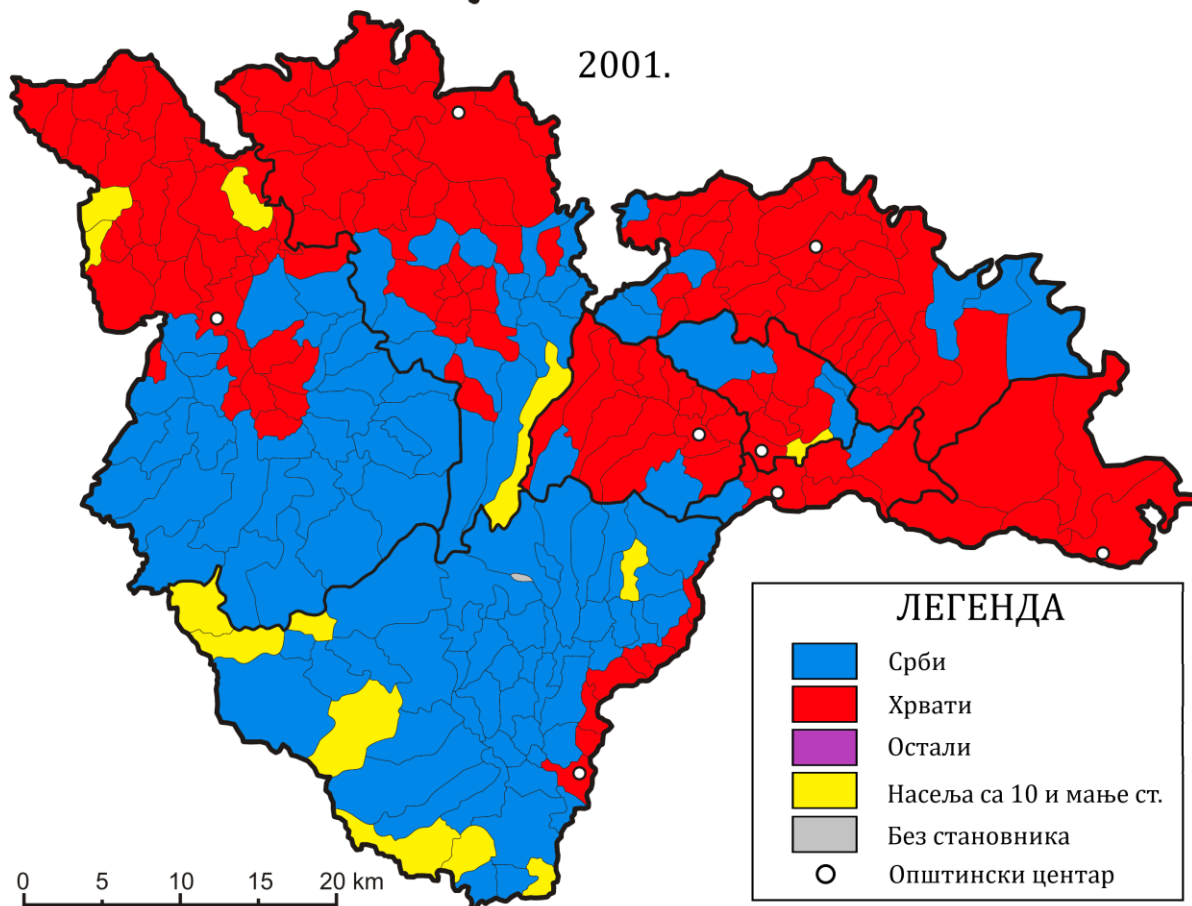 2001.
ЛЕГЕНДА
Срби
Хрвати
Остали
Насеља са 10 и мање ст.
Без становника
Општински центар
0 5 10 15 20 km